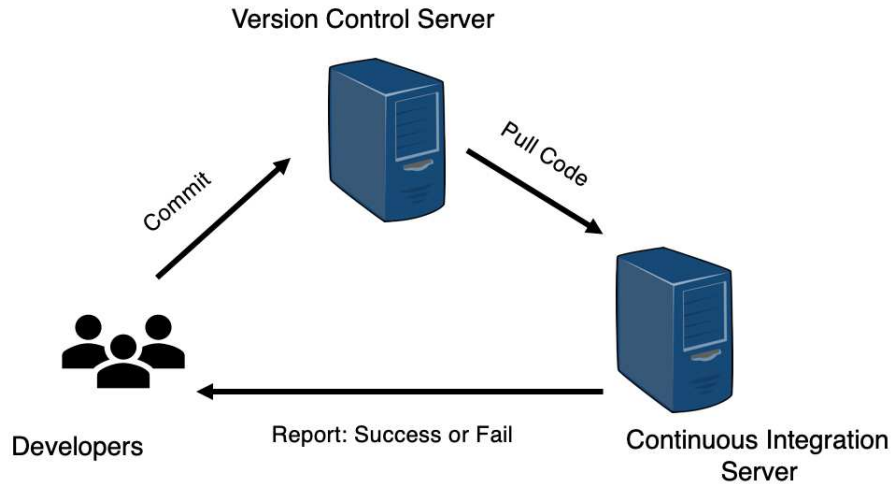 Version Control Server
Commit
Pull Code
Developers
Report: Success or Fail
Continuous Integration
Server